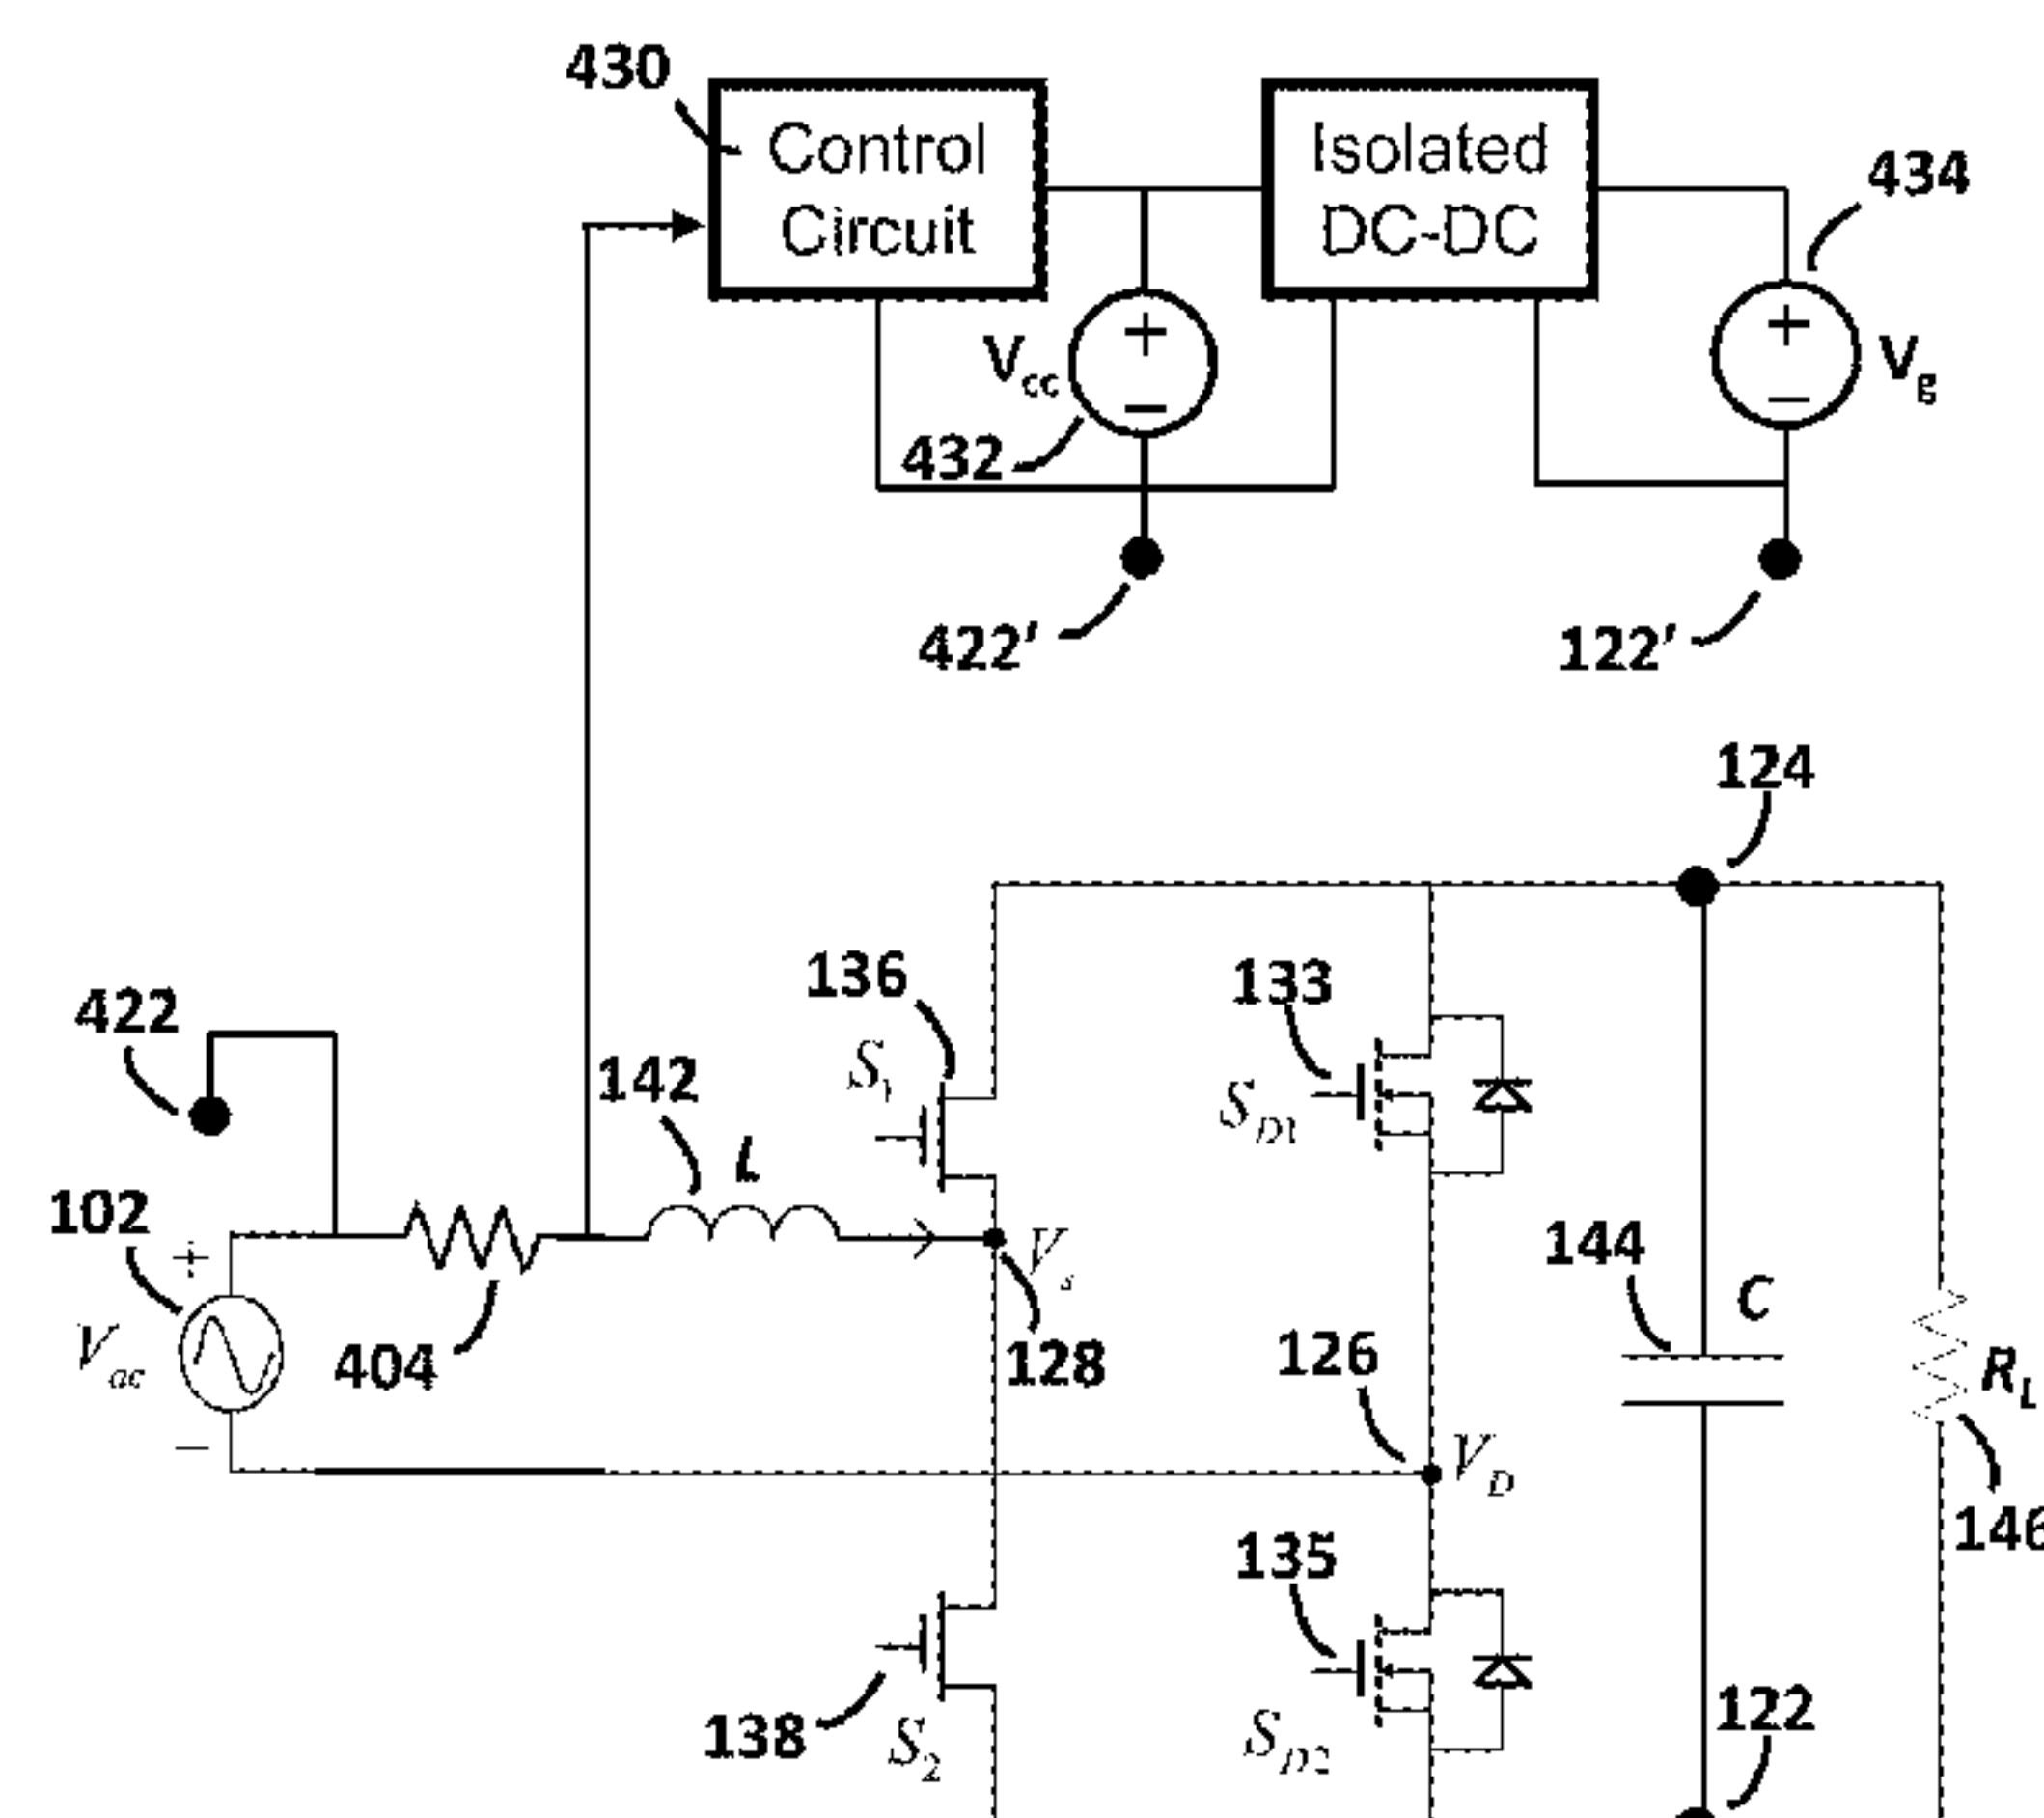 430
Control
Circuit
Isolated
DC-DC
434
+
−
Vcc
+
−
Vg
432
422'
122'
124
136
133
422
S1
142
L
SD1
102
+
Vs
144
C
Vac
404
128
126
RL
−
VD
146
135
138
S2
SD2
122